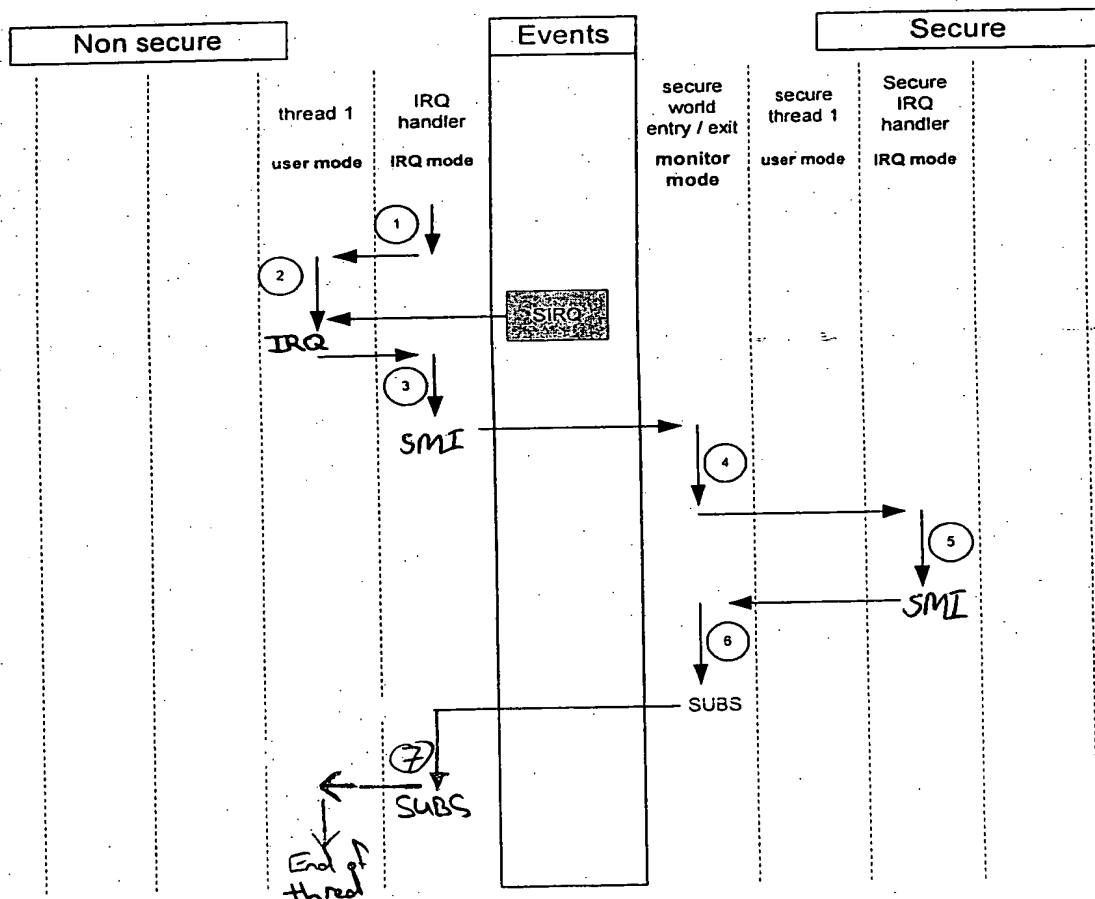 Non secure
Events
Secure
thread 1
user mode
IRQ
handler
IRQ mode
secure
world
entry / exit
monitor
mode
secure
thread 1
user mode
Secure
IRQ
handler
IRQ mode
1
2
SIRQ
IRQ
3
SMI
4
5
SMI
6
SUBS
7
SUBS
End of
thread